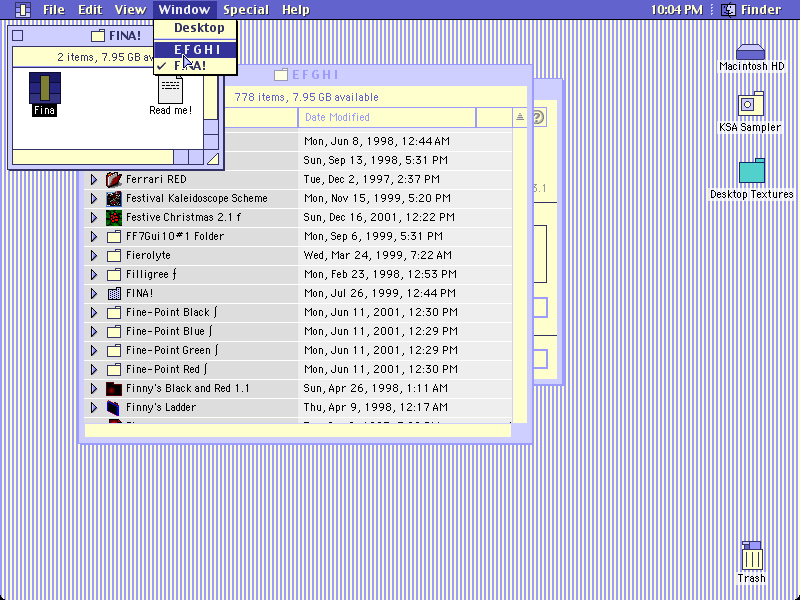 File Edit View Window Special Help 10:04 PM Finder
Desktop
E F G H I
✓ FINA!
FINA!
2 items, 7.95 GB av
Fina
Read me!
E F G H I
778 items, 7.95 GB available
Date Modified
Mon, Jun 8, 1998, 12:44 AM
Sun, Sep 13, 1998, 5:31 PM
Ferrari RED Tue, Dec 2, 1997, 2:37 PM
Festival Kaleidoscope Scheme Mon, Nov 15, 1999, 5:20 PM
Festive Christmas 2.1 f Sun, Dec 16, 2001, 12:22 PM
FF7Gui10#1 Folder Mon, Sep 6, 1999, 5:31 PM
Fierolyte Wed, Mar 24, 1999, 7:22 AM
Filligree ƒ Mon, Feb 23, 1998, 12:53 PM
FINA! Mon, Jul 26, 1999, 12:44 PM
Fine-Point Black ∫ Mon, Jun 11, 2001, 12:30 PM
Fine-Point Blue ∫ Mon, Jun 11, 2001, 12:29 PM
Fine-Point Green ∫ Mon, Jun 11, 2001, 12:29 PM
Fine-Point Red ∫ Mon, Jun 11, 2001, 12:30 PM
Finny's Black and Red 1.1 Sun, Apr 26, 1998, 1:11 AM
Finny's Ladder Thu, Apr 9, 1998, 12:17 AM
?
3.1
Macintosh HD
KSA Sampler
Desktop Textures
Trash